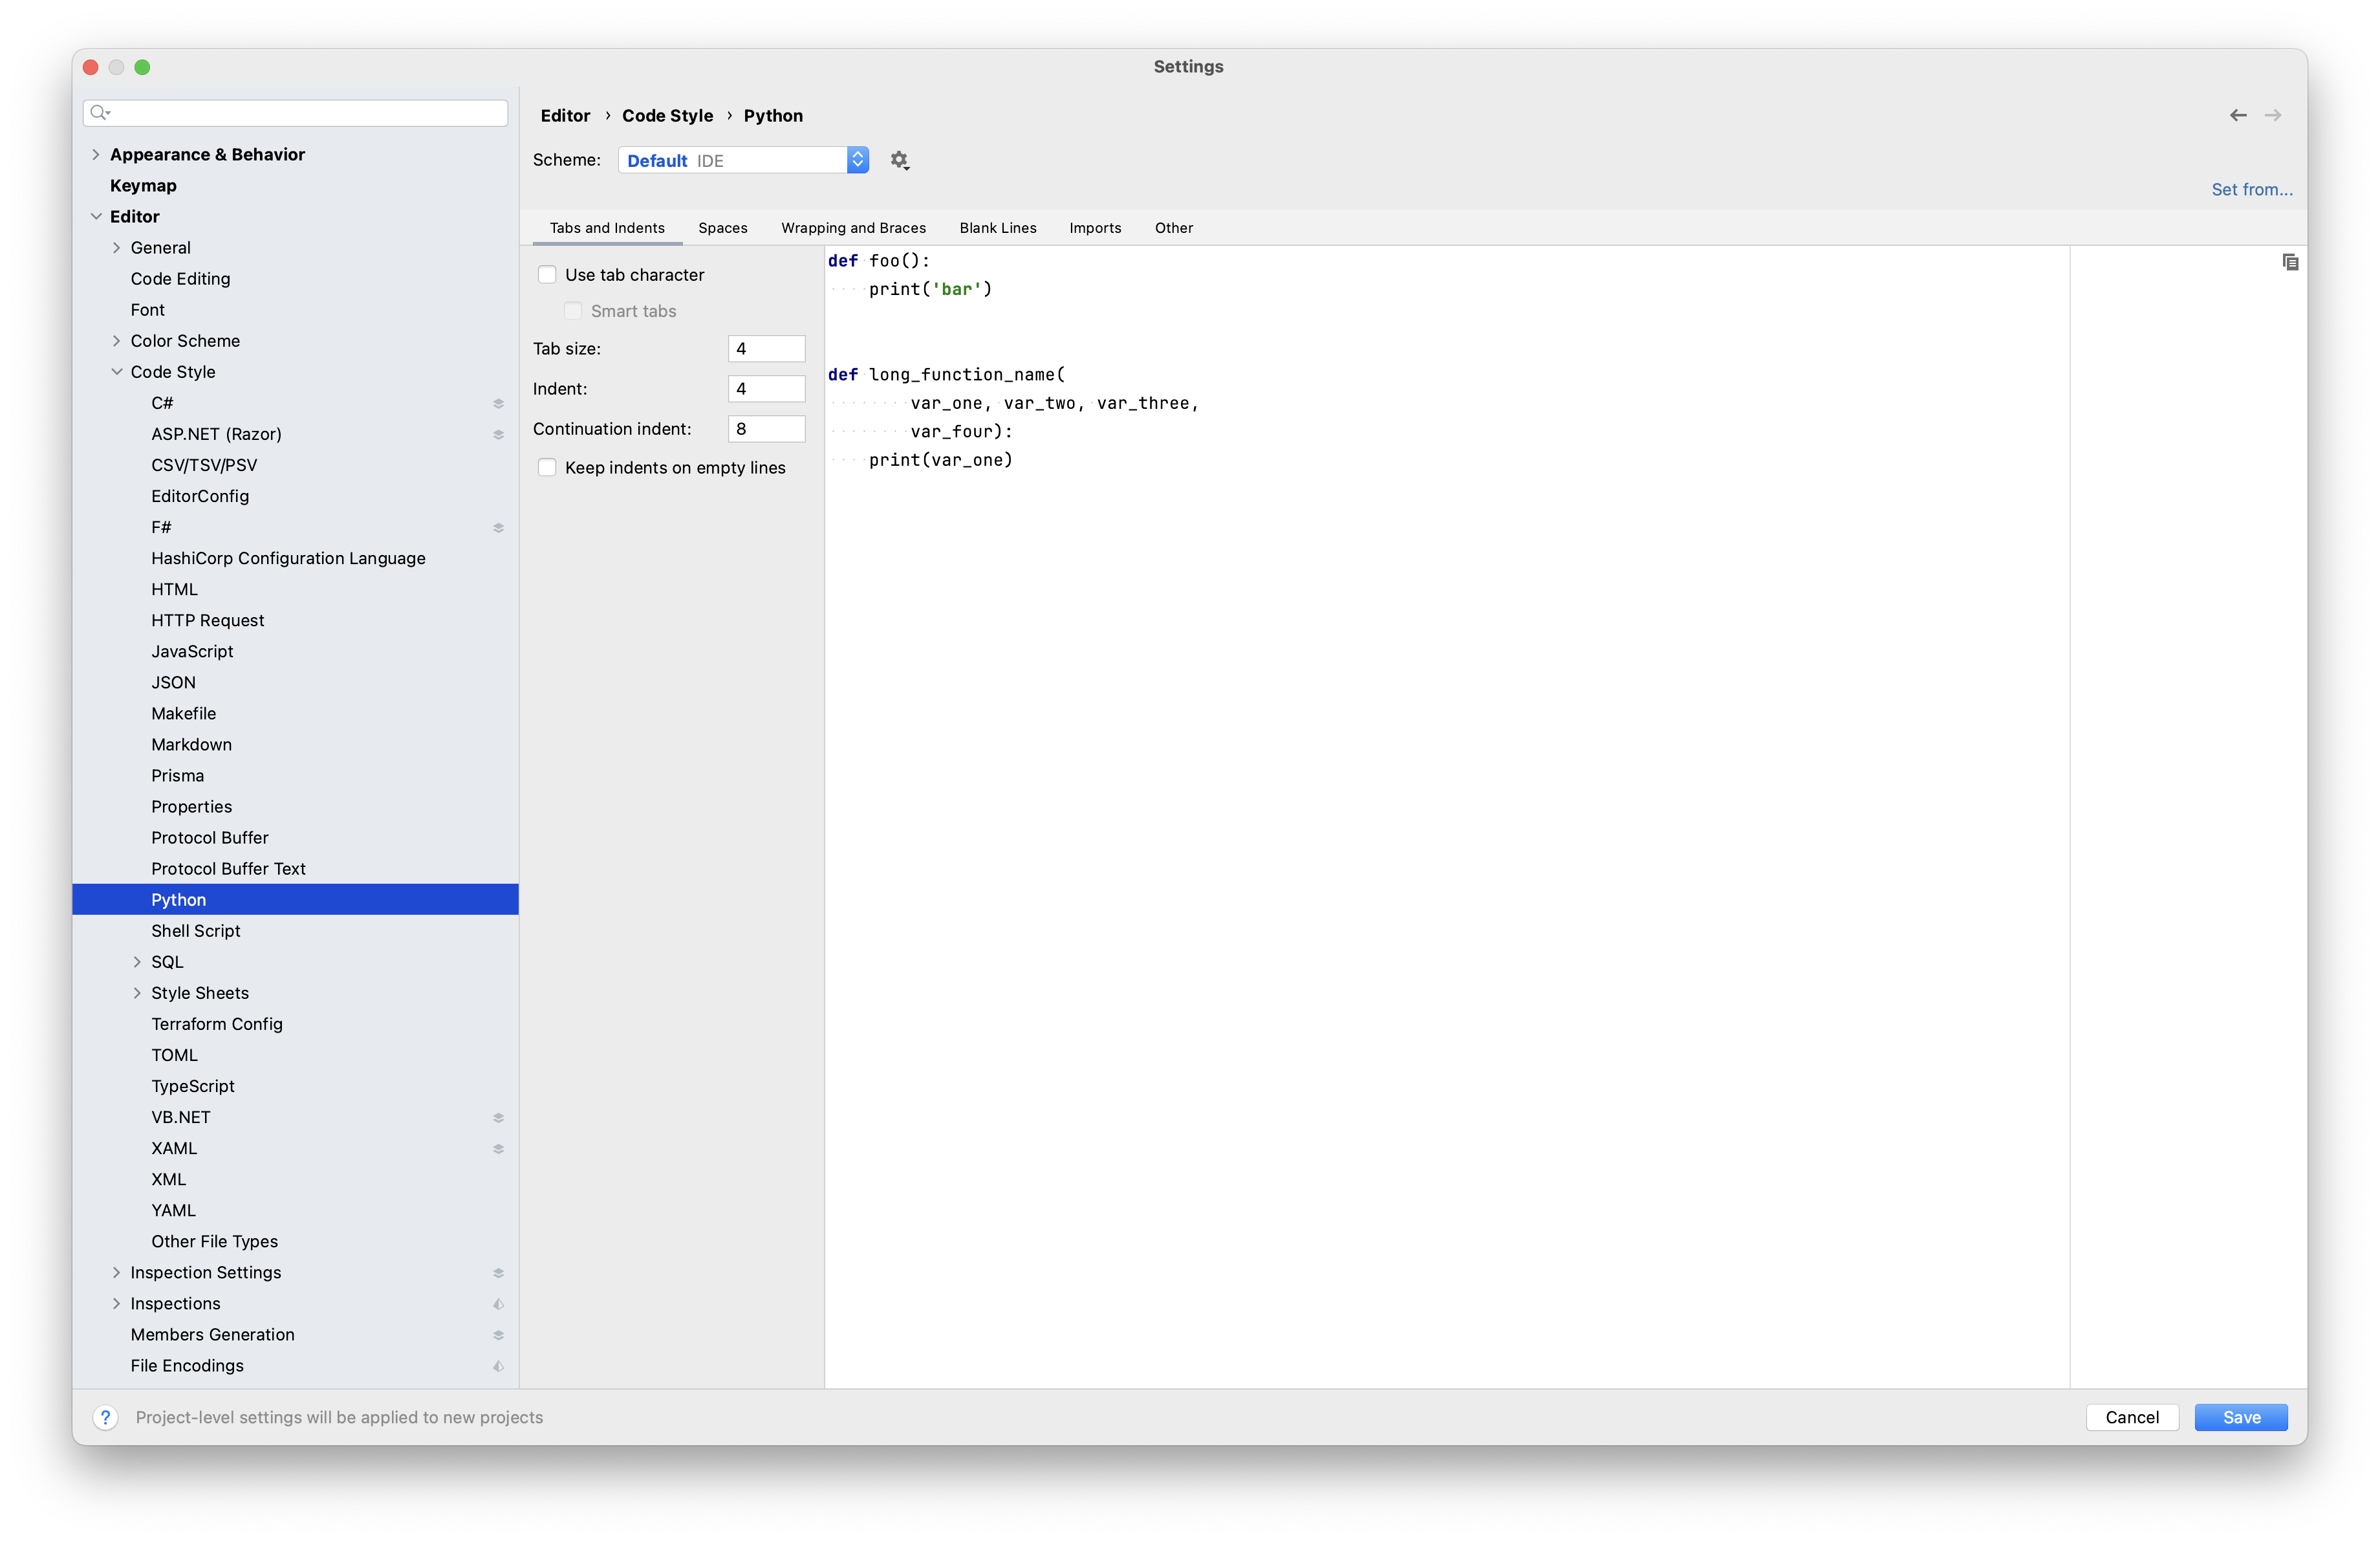 Settings
Appearance & Behavior
Keymap
Editor
General
Code Editing
Font
Color Scheme
Code Style
C#
ASP.NET (Razor)
CSV/TSV/PSV
EditorConfig
F#
HashiCorp Configuration Language
HTML
HTTP Request
JavaScript
JSON
Makefile
Markdown
Prisma
Properties
Protocol Buffer
Protocol Buffer Text
Python
Shell Script
SQL
Style Sheets
Terraform Config
TOML
TypeScript
VB.NET
XAML
XML
YAML
Other File Types
Inspection Settings
Inspections
Members Generation
File Encodings
Editor › Code Style › Python
Scheme: Default IDE
Set from...
Tabs and Indents Spaces Wrapping and Braces Blank Lines Imports Other
Use tab character
Smart tabs
Tab size: 4
Indent: 4
Continuation indent: 8
Keep indents on empty lines
def foo():
    print('bar')
def long_function_name(
        var_one, var_two, var_three,
        var_four):
    print(var_one)
? Project-level settings will be applied to new projects
Cancel Save